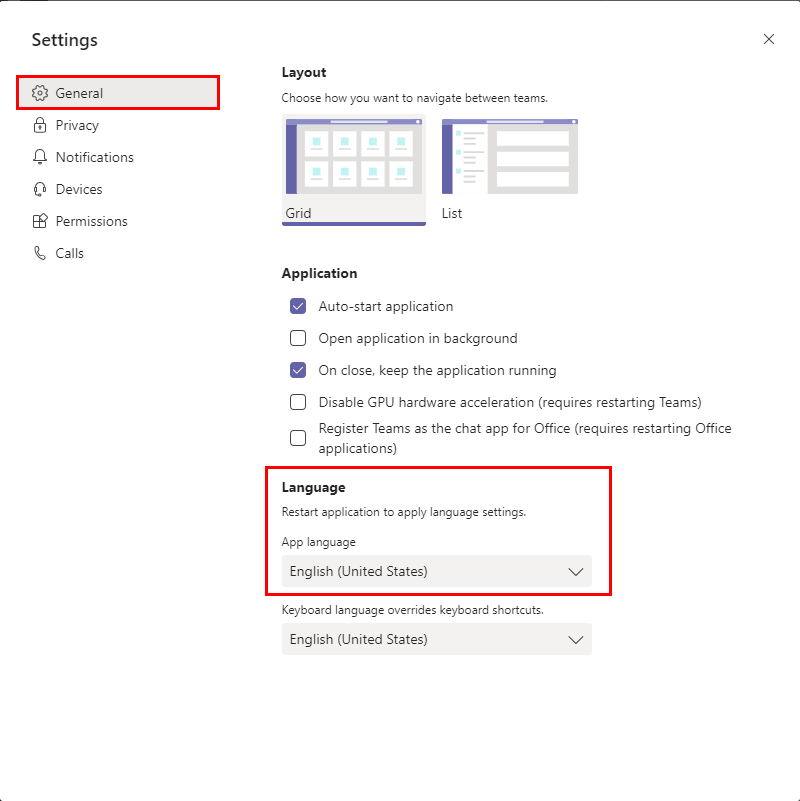 Settings
General
Privacy
Notifications
Devices
Permissions
Calls
Layout
Choose how you want to navigate between teams.
Grid
List
Application
Auto-start application
Open application in background
On close, keep the application running
Disable GPU hardware acceleration (requires restarting Teams)
Register Teams as the chat app for Office (requires restarting Office
applications)
Language
Restart application to apply language settings.
App language
English (United States)
Keyboard language overrides keyboard shortcuts.
English (United States)